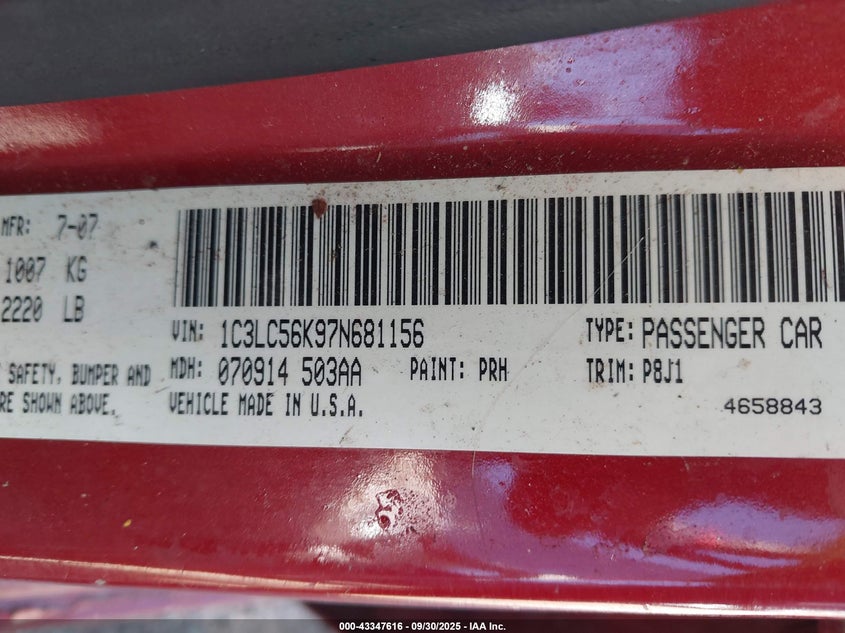 MFR: 7-07
1007 KG
2220 LB
VIN: 1C3LC56K97N681156 TYPE: PASSENGER CAR
MDH: 070914 503AA PAINT: PRH TRIM: P8J1
SAFETY, BUMPER AND VEHICLE MADE IN U.S.A. 4658843
RE SHOWN ABOVE.
000-43347616 - 09/30/2025 - IAA Inc.